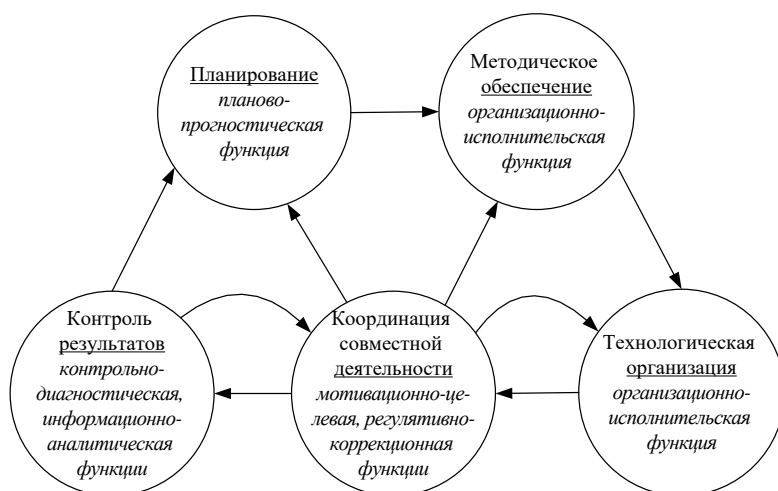 Планирование
планово-
прогностическая
функция
Методическое
обеспечение
организационно-
исполнительская
функция
Контроль
результатов
контрольно-
диагностическая,
информационно-
аналитическая
функции
Координация
совместной
деятельности
мотивационно-це-
левая, регулятивно-
коррекционная
функции
Технологическая
организация
организационно-
исполнительская
функция